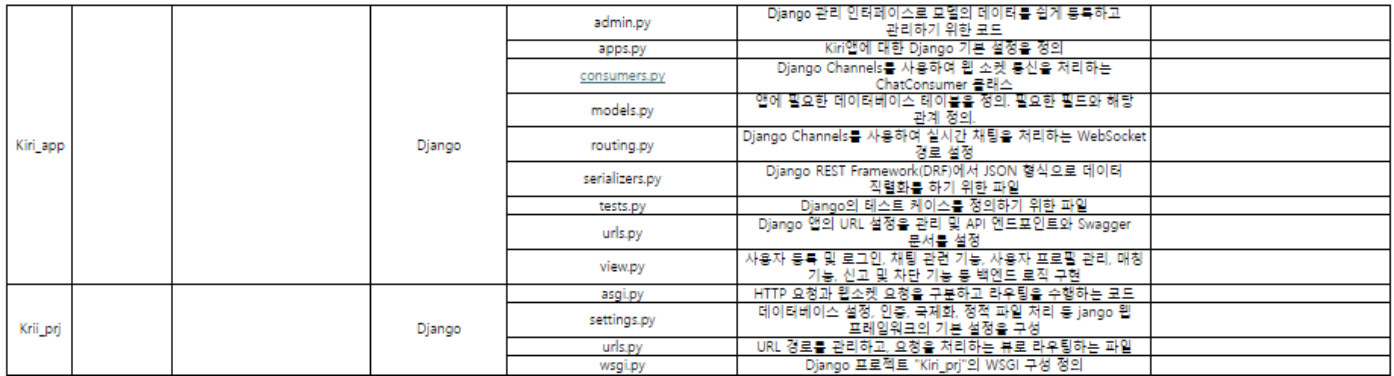 Kiri_app
Django
admin.py
Django 관리 인터페이스로 모델의 데이터를 쉽게 등록하고
관리하기 위한 코드
apps.py
Kiri앱에 대한 Django 기본 설정을 정의
consumers.py
Django Channels를 사용하여 웹 소켓 통신을 처리하는
ChatConsumer 클래스
models.py
앱에 필요한 데이터베이스 테이블을 정의. 필요한 필드와 해당
관계 정의.
routing.py
Django Channels를 사용하여 실시간 채팅을 처리하는 WebSocket
경로 설정
serializers.py
Django REST Framework(DRF)에서 JSON 형식으로 데이터
직렬화를 하기 위한 파일
tests.py
Django의 테스트 케이스를 정의하기 위한 파일
urls.py
Django 앱의 URL 설정을 관리 및 API 엔드포인트와 Swagger
문서를 설정
view.py
사용자 등록 및 로그인, 채팅 관련 기능, 사용자 프로필 관리, 매칭
기능, 신고 및 차단 기능 등 백엔드 로직 구현
Krii_prj
Django
asgi.py
HTTP 요청과 웹소켓 요청을 구분하고 라우팅을 수행하는 코드
settings.py
데이터베이스 설정, 인증, 국제화, 정적 파일 처리 등 jango 웹
프레임워크의 기본 설정을 구성
urls.py
URL 경로를 관리하고, 요청을 처리하는 뷰로 라우팅하는 파일
wsgi.py
Django 프로젝트 "Kiri_prj"의 WSGI 구성 정의